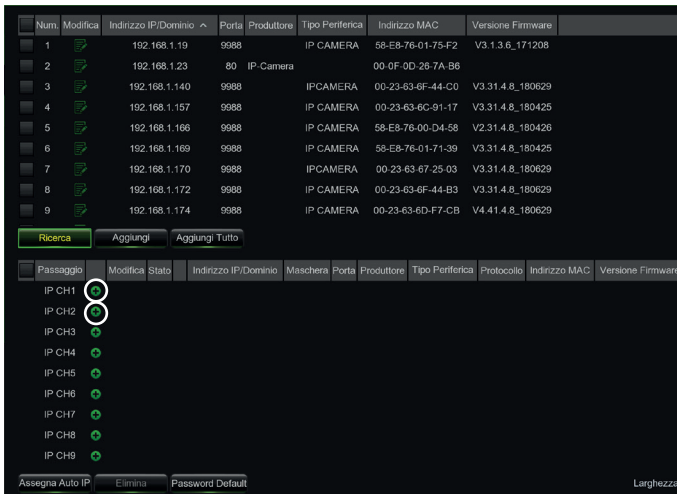 Num. Modifica Indirizzo IP/Dominio Porta Produttore Tipo Periferica Indirizzo MAC Versione Firmware
1 192.168.1.19 9988 IP CAMERA 58-E8-76-01-75-F2 V3.1.3.6_171208
2 192.168.1.23 80 IP-Camera 00-0F-0D-26-7A-B6
3 192.168.1.140 9988 IPCAMERA 00-23-63-6F-44-C0 V3.31.4.8_180629
4 192.168.1.157 9988 IP CAMERA 00-23-63-6C-91-17 V3.31.4.8_180425
5 192.168.1.166 9988 IP CAMERA 58-E8-76-00-D4-58 V2.31.4.8_180426
6 192.168.1.169 9988 IP CAMERA 58-E8-76-01-71-39 V3.31.4.8_180425
7 192.168.1.170 9988 IPCAMERA 00-23-63-67-25-03 V3.31.4.8_180629
8 192.168.1.172 9988 IP CAMERA 00-23-63-6F-44-B3 V3.31.4.8_180629
9 192.168.1.174 9988 IP CAMERA 00-23-63-6D-F7-CB V4.41.4.8_180629
Ricerca Aggiungi Aggiungi Tutto
Passaggio Modifica Stato Indirizzo IP/Dominio Maschera Porta Produttore Tipo Periferica Protocollo Indirizzo MAC Versione Firmware
IP CH1
IP CH2
IP CH3
IP CH4
IP CH5
IP CH6
IP CH7
IP CH8
IP CH9
Assegna Auto IP Elimina Password Default Larghezza